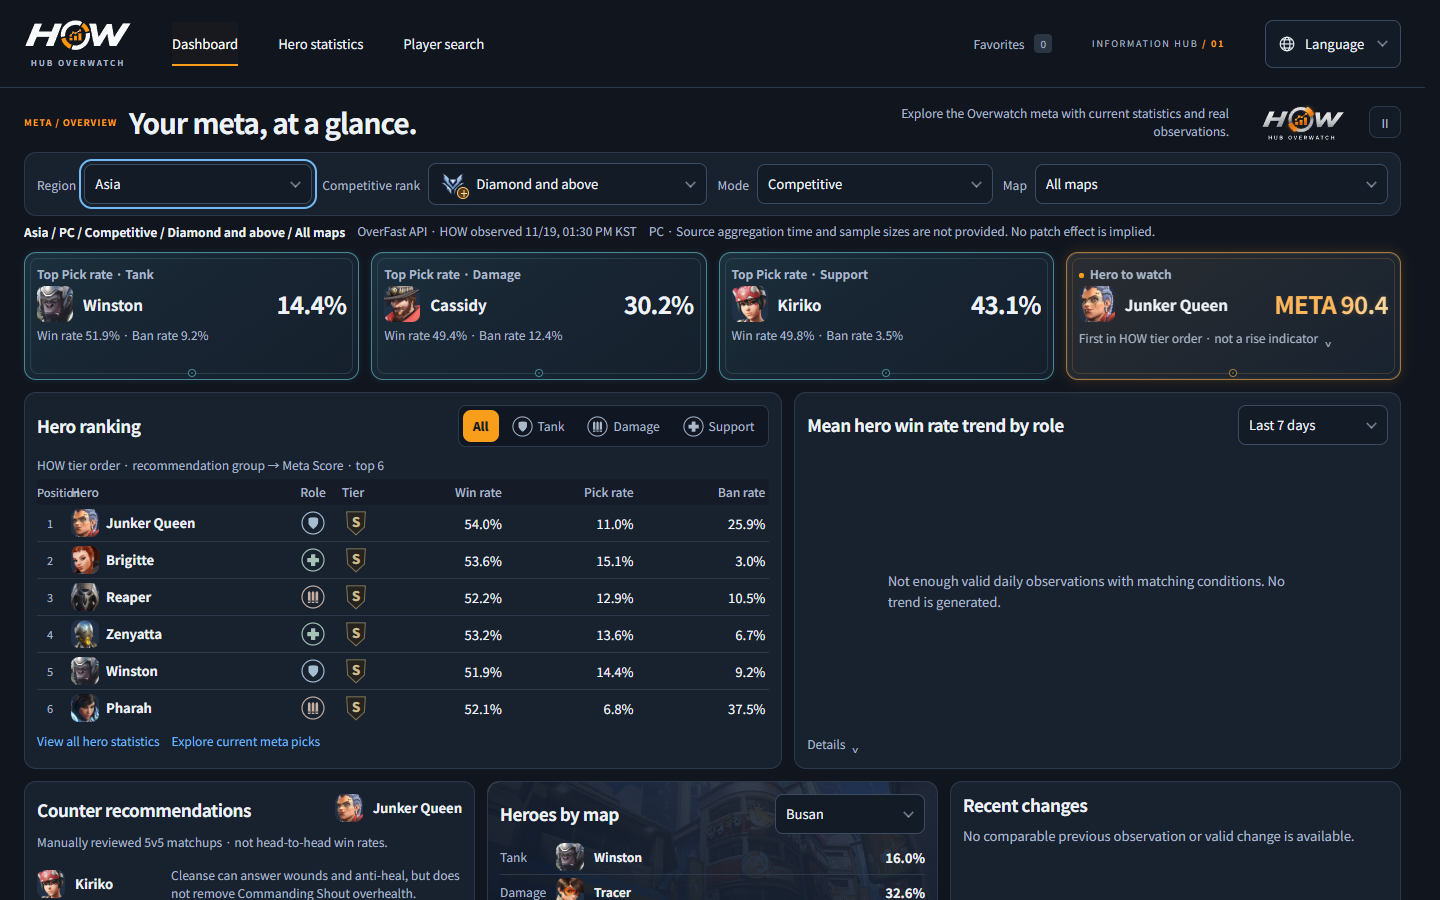 HOW
HUB OVERWATCH
Dashboard
Hero statistics
Player search
Favorites 0
INFORMATION HUB / 01
Language
META / OVERVIEW
Your meta, at a glance.
Explore the Overwatch meta with current statistics and real
observations.
HOW
HUB OVERWATCH
Region
Asia
Competitive rank
Diamond and above
Mode
Competitive
Map
All maps
Asia / PC / Competitive / Diamond and above / All maps
OverFast API · HOW observed 11/19, 01:30 PM KST
PC · Source aggregation time and sample sizes are not provided. No patch effect is implied.
Top Pick rate · Tank
Winston 14.4%
Win rate 51.9% · Ban rate 9.2%
Top Pick rate · Damage
Cassidy 30.2%
Win rate 49.4% · Ban rate 12.4%
Top Pick rate · Support
Kiriko 43.1%
Win rate 49.8% · Ban rate 3.5%
Hero to watch
Junker Queen META 90.4
First in HOW tier order · not a rise indicator
Hero ranking
All Tank Damage Support
HOW tier order · recommendation group → Meta Score · top 6
Position Hero Role Tier Win rate Pick rate Ban rate
1 Junker Queen S 54.0% 11.0% 25.9%
2 Brigitte S 53.6% 15.1% 3.0%
3 Reaper S 52.2% 12.9% 10.5%
4 Zenyatta S 53.2% 13.6% 6.7%
5 Winston S 51.9% 14.4% 9.2%
6 Pharah S 52.1% 6.8% 37.5%
View all hero statistics Explore current meta picks
Mean hero win rate trend by role
Last 7 days
Not enough valid daily observations with matching conditions. No
trend is generated.
Details
Counter recommendations
Junker Queen
Manually reviewed 5v5 matchups · not head-to-head win rates.
Kiriko
Cleanse can answer wounds and anti-heal, but does
not remove Commanding Shout overhealth.
Heroes by map
Busan
Tank Winston 16.0%
Damage Tracer 32.6%
Recent changes
No comparable previous observation or valid change is available.